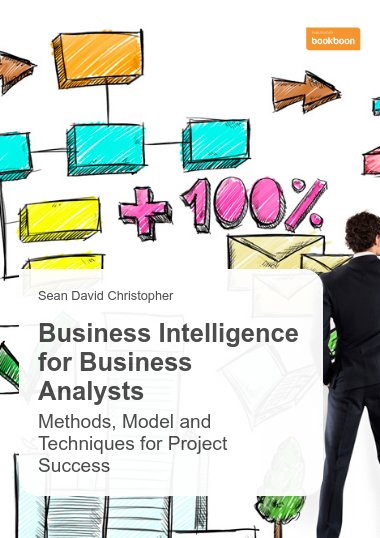 bookboon
+100%
Sean David Christopher
Business Intelligence
for Business
Analysts
Methods, Model and
Techniques for Project
Success